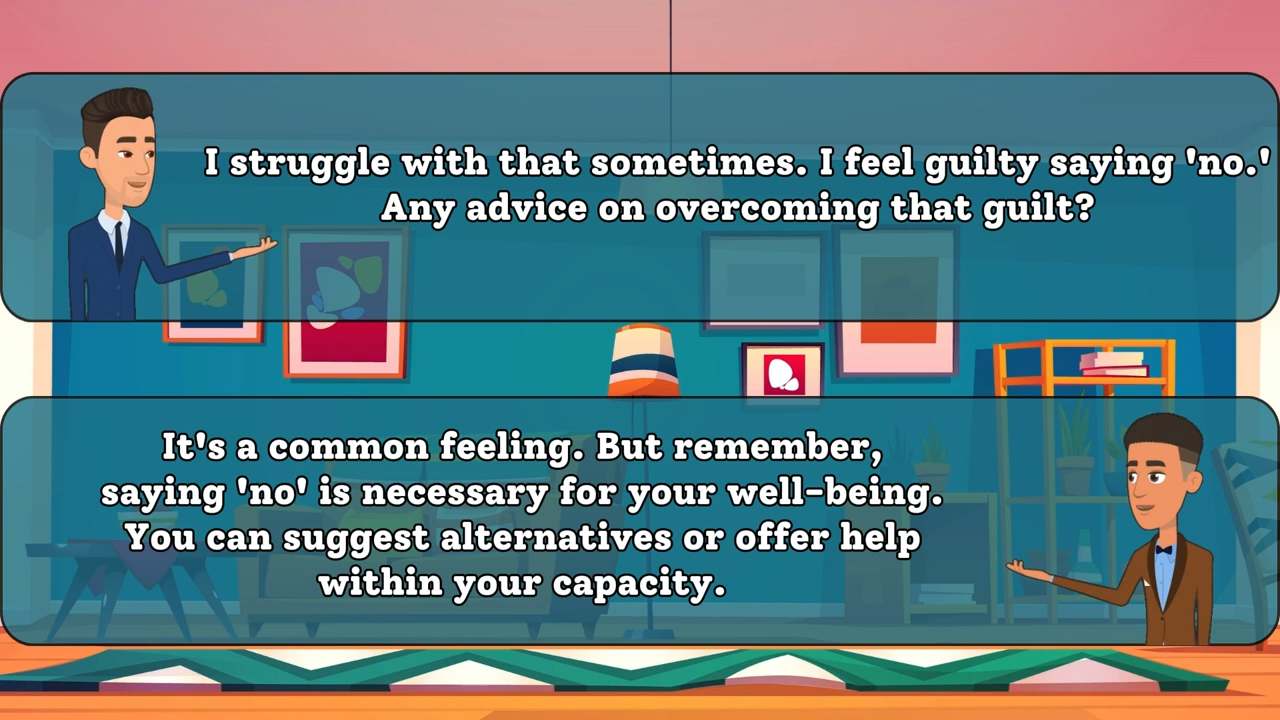 I struggle with that sometimes. I feel guilty saying 'no.'
Any advice on overcoming that guilt?
It's a common feeling. But remember,
saying 'no' is necessary for your well-being.
You can suggest alternatives or offer help
within your capacity.